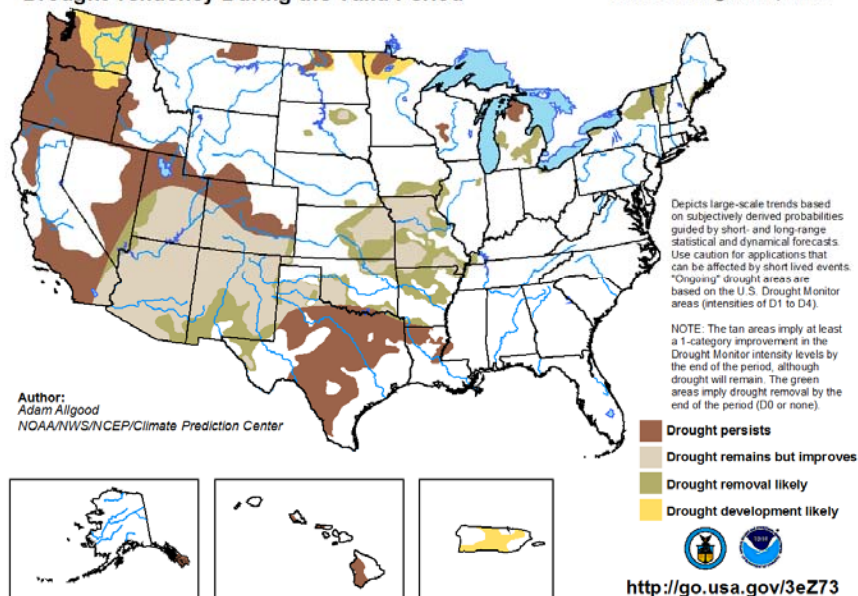 Depicts large-scale trends based
on subjectively derived probabilities
guided by short- and long-range
statistical and dynamical forecasts.
Use caution for applications that
can be affected by short lived events.
"Ongoing" drought areas are
based on the U.S. Drought Monitor
areas (intensities of D1 to D4).
NOTE: The tan areas imply at least
a 1-category improvement in the
Drought Monitor intensity levels by
the end of the period, although
drought will remain. The green
areas imply drought removal by the
end of the period (D0 or none).
Author:
Adam Allgood
NOAA/NWS/NCEP/Climate Prediction Center
Drought persists
Drought remains but improves
Drought removal likely
Drought development likely
http://go.usa.gov/3eZ73